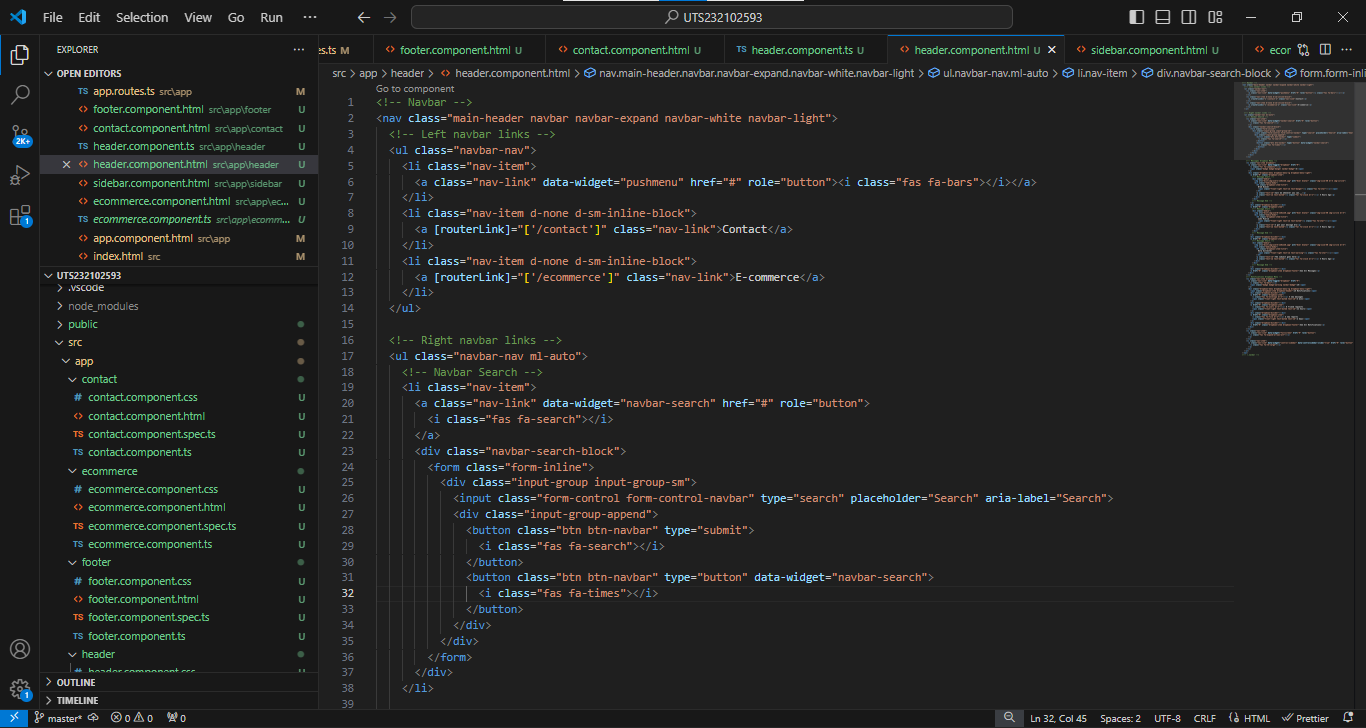 File Edit Selection View Go Run ··· UTS232102593
EXPLORER ···
OPEN EDITORS
TS app.routes.ts src\app M
<> footer.component.html src\app\footer U
<> contact.component.html src\app\contact U
TS header.component.ts src\app\header U
<> header.component.html src\app\header U
<> sidebar.component.html src\app\sidebar U
<> ecommerce.component.html src\app\ec... U
TS ecommerce.component.ts src\app\ecomm... U
<> app.component.html src\app M
<> index.html src M
UTS232102593
.vscode
node_modules
public
src
app
contact
# contact.component.css U
<> contact.component.html U
TS contact.component.spec.ts U
TS contact.component.ts U
ecommerce
# ecommerce.component.css U
<> ecommerce.component.html U
TS ecommerce.component.spec.ts U
TS ecommerce.component.ts U
footer
# footer.component.css U
<> footer.component.html U
TS footer.component.spec.ts U
TS footer.component.ts U
header
# header.component.css U
OUTLINE
TIMELINE
2K+
1
1
es.ts M <> footer.component.html U <> contact.component.html U TS header.component.ts U <> header.component.html U <> sidebar.component.html U <> ecor ···
src > app > header > <> header.component.html > nav.main-header.navbar.navbar-expand.navbar-white.navbar-light > ul.navbar-nav.ml-auto > li.nav-item > div.navbar-search-block > form.form-inli
Go to component
1 <!-- Navbar -->
2 <nav class="main-header navbar navbar-expand navbar-white navbar-light">
3 <!-- Left navbar links -->
4 <ul class="navbar-nav">
5 <li class="nav-item">
6 <a class="nav-link" data-widget="pushmenu" href="#" role="button"><i class="fas fa-bars"></i></a>
7 </li>
8 <li class="nav-item d-none d-sm-inline-block">
9 <a [routerLink]="['/contact']" class="nav-link">Contact</a>
10 </li>
11 <li class="nav-item d-none d-sm-inline-block">
12 <a [routerLink]="['/ecommerce']" class="nav-link">E-commerce</a>
13 </li>
14 </ul>
15
16 <!-- Right navbar links -->
17 <ul class="navbar-nav ml-auto">
18 <!-- Navbar Search -->
19 <li class="nav-item">
20 <a class="nav-link" data-widget="navbar-search" href="#" role="button">
21 <i class="fas fa-search"></i>
22 </a>
23 <div class="navbar-search-block">
24 <form class="form-inline">
25 <div class="input-group input-group-sm">
26 <input class="form-control form-control-navbar" type="search" placeholder="Search" aria-label="Search">
27 <div class="input-group-append">
28 <button class="btn btn-navbar" type="submit">
29 <i class="fas fa-search"></i>
30 </button>
31 <button class="btn btn-navbar" type="button" data-widget="navbar-search">
32 <i class="fas fa-times"></i>
33 </button>
34 </div>
35 </div>
36 </form>
37 </div>
38 </li>
39
master* 0 0 0 Ln 32, Col 45 Spaces: 2 UTF-8 CRLF HTML Prettier